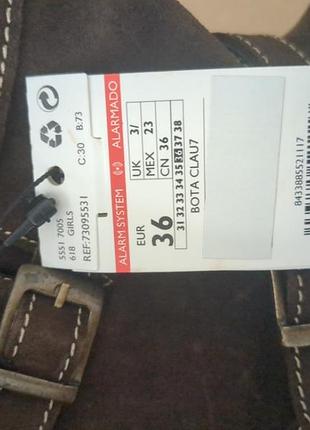 C:30 B:73
5551 7005
618 GIRLS
REF:73095531
ALARM SYSTEM ALARMADO
EUR
36
UK 3/
MEX 23
CN 36
31 32 33 34 35 36 37 38
BOTA CLAU7
8433885521117